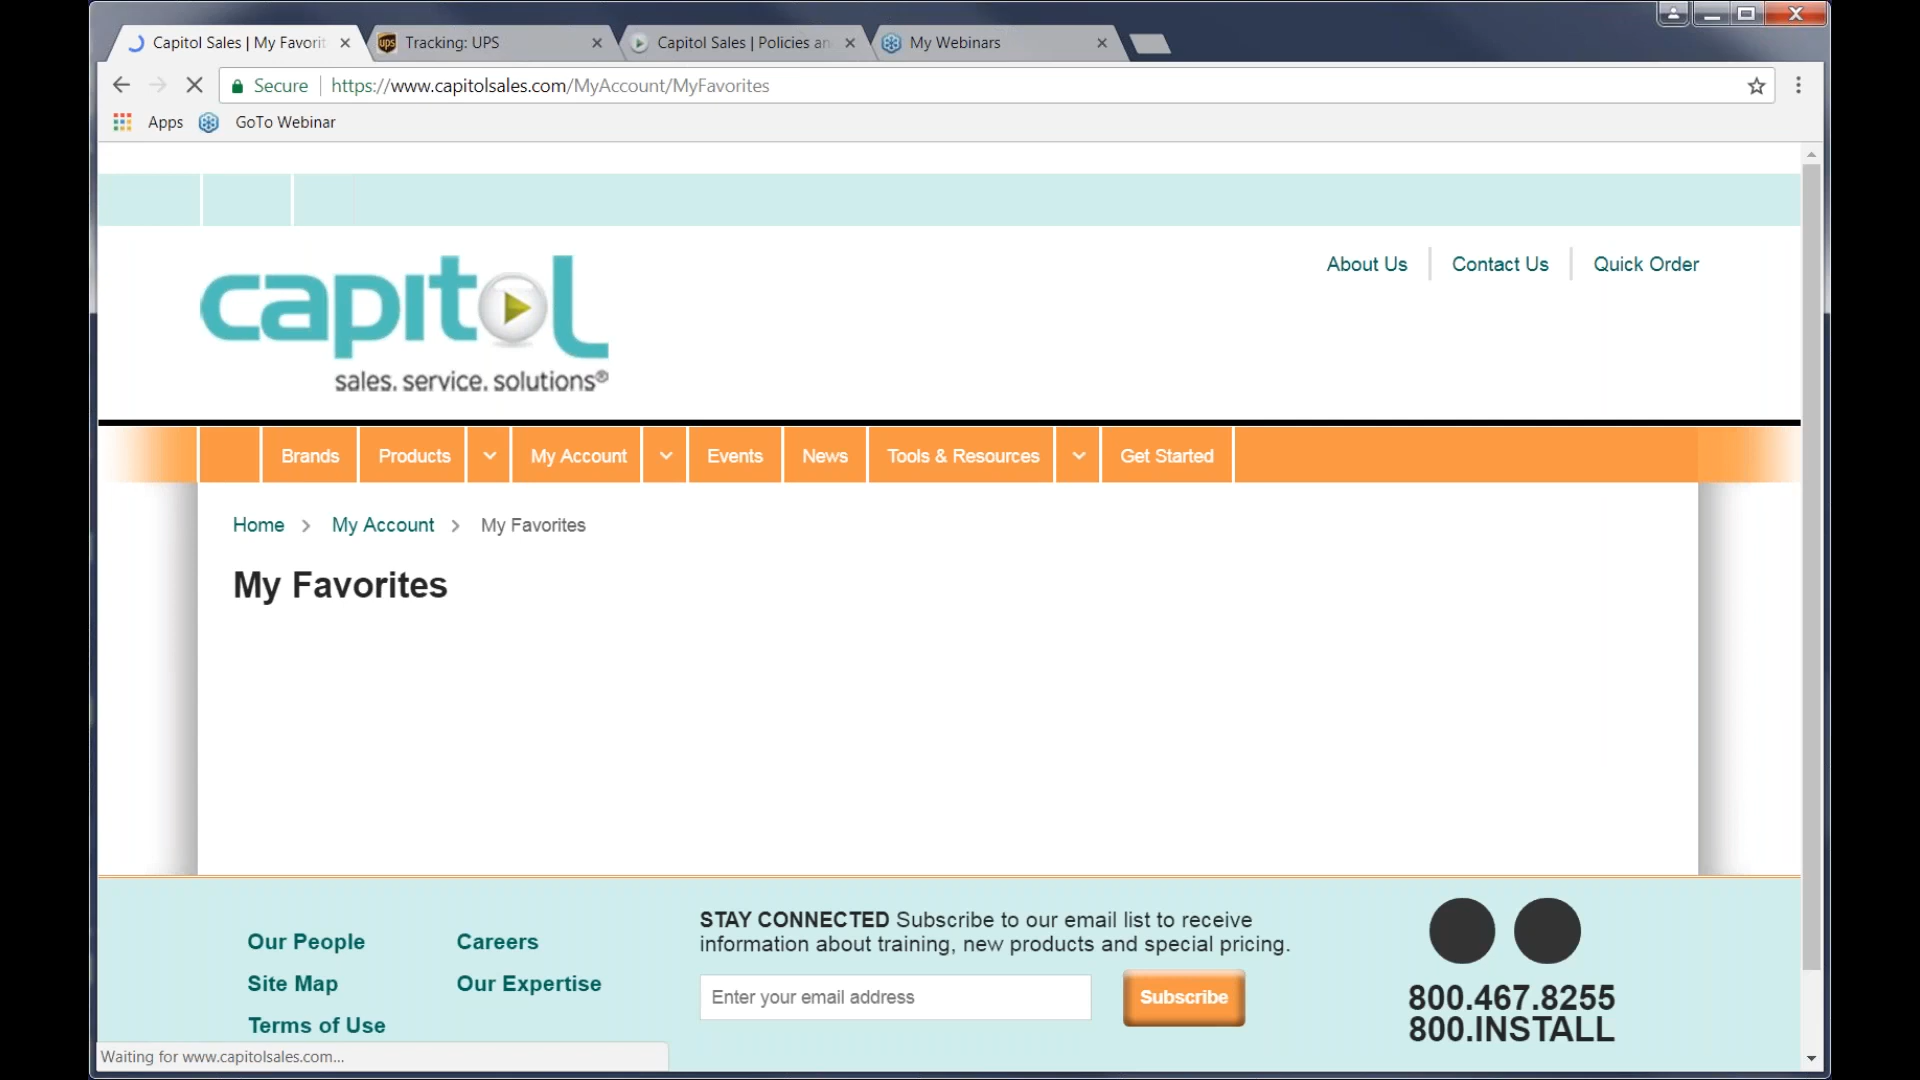 Capitol Sales | My Favorit
Tracking: UPS
Capitol Sales | Policies an
My Webinars
Secure
https://www.capitolsales.com/MyAccount/MyFavorites
Apps
GoTo Webinar
capitol
sales. service. solutions®
About Us
Contact Us
Quick Order
Brands
Products
My Account
Events
News
Tools & Resources
Get Started
Home > My Account > My Favorites
My Favorites
Our People
Careers
Site Map
Our Expertise
Terms of Use
STAY CONNECTED Subscribe to our email list to receive
information about training, new products and special pricing.
Enter your email address
Subscribe
800.467.8255
800.INSTALL
Waiting for www.capitolsales.com...